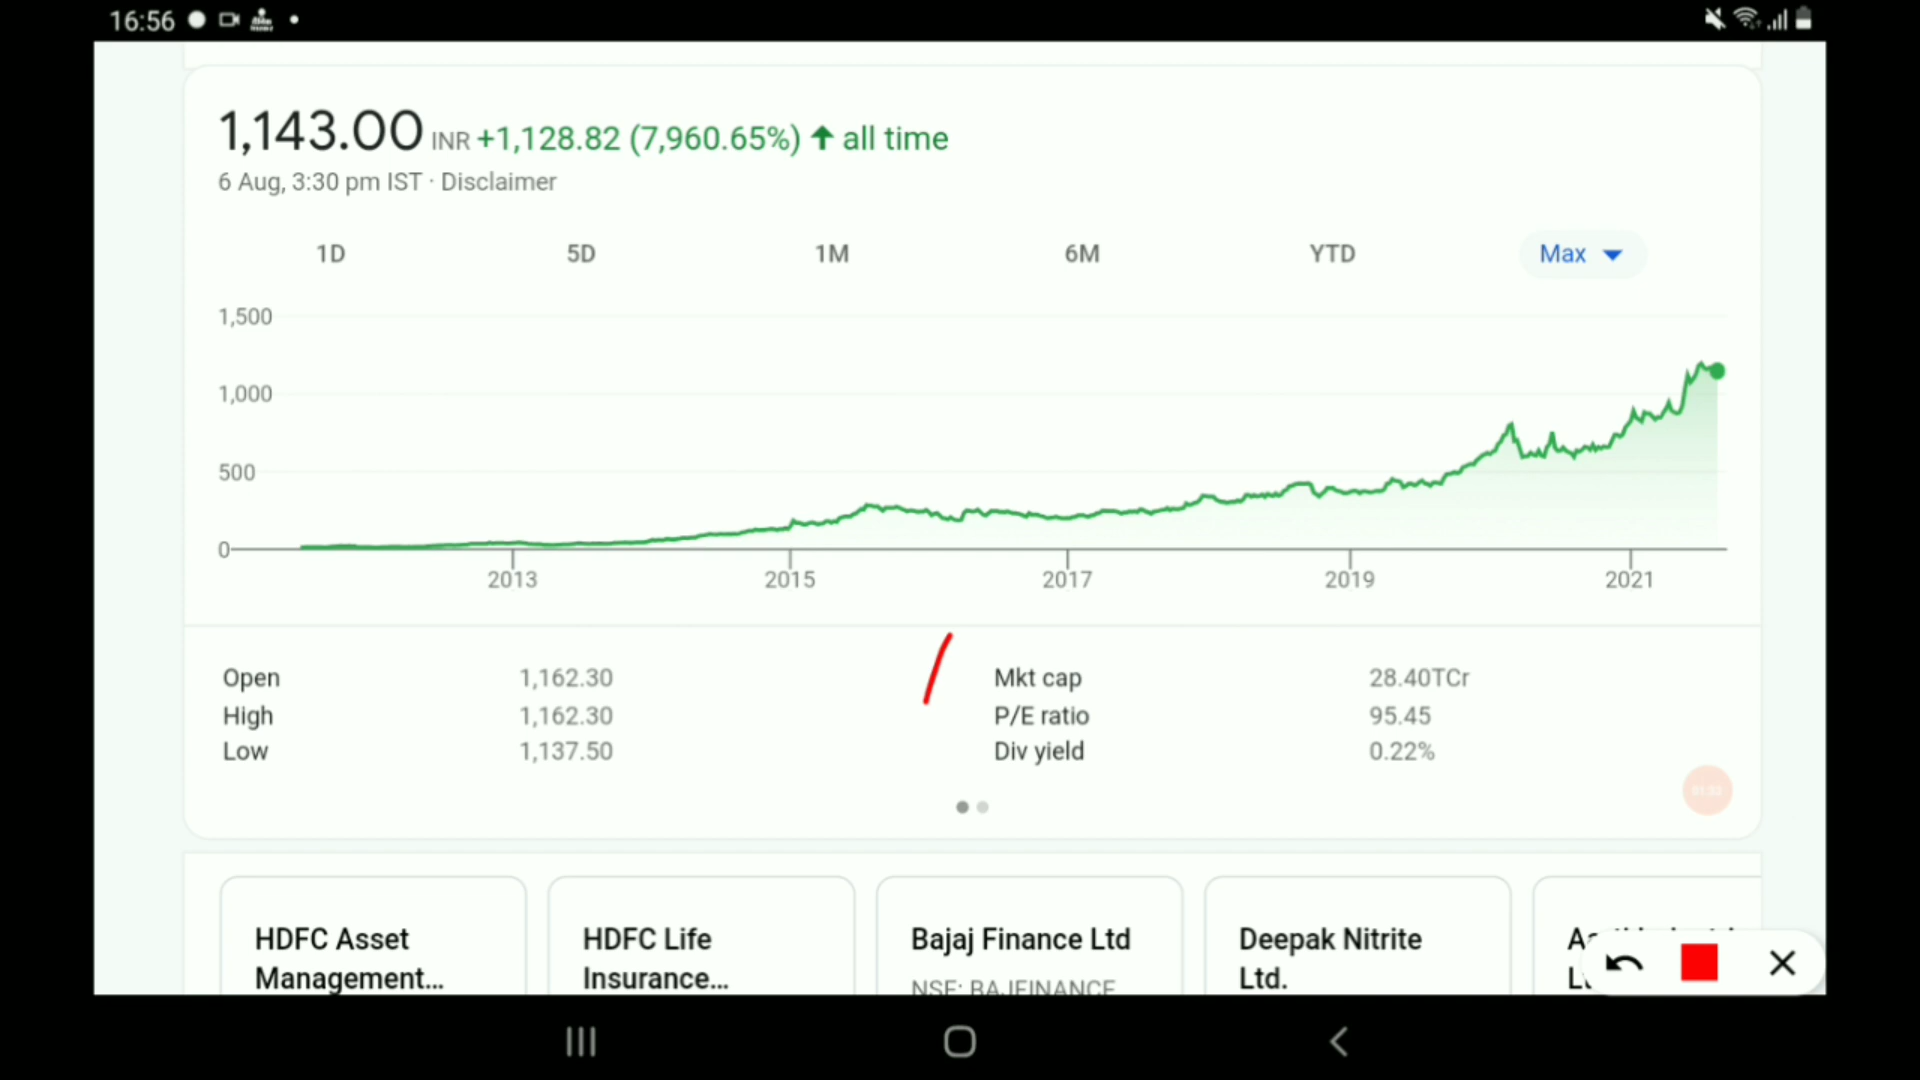 16:56
1,143.00 INR +1,128.82 (7,960.65%) ↑ all time
6 Aug, 3:30 pm IST · Disclaimer
1D 5D 1M 6M YTD Max
1,500
1,000
500
0
2013 2015 2017 2019 2021
Open 1,162.30 Mkt cap 28.40TCr
High 1,162.30 P/E ratio 95.45
Low 1,137.50 Div yield 0.22%
HDFC Asset
Management...
HDFC Life
Insurance...
Bajaj Finance Ltd
NSE: BAJFINANCE
Deepak Nitrite
Ltd.